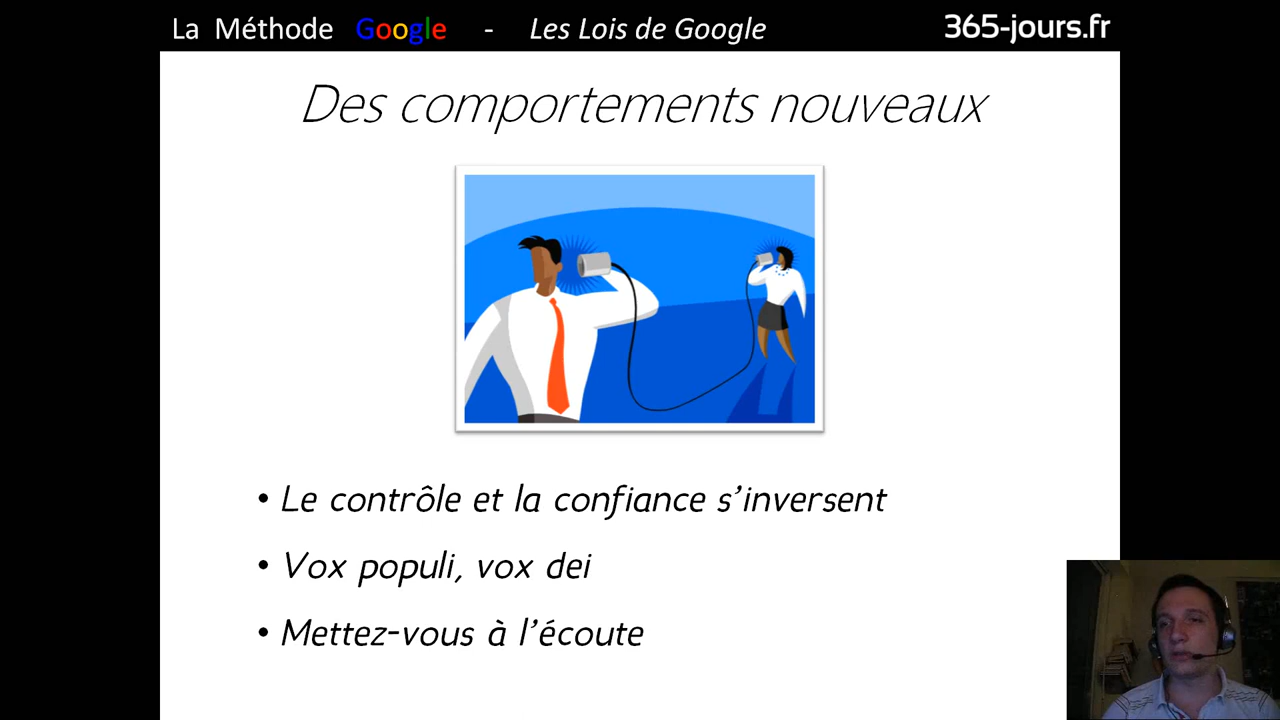 La Méthode Google - Les Lois de Google 365-jours.fr
Des comportements nouveaux
• Le contrôle et la confiance s'inversent
• Vox populi, vox dei
• Mettez-vous à l'écoute